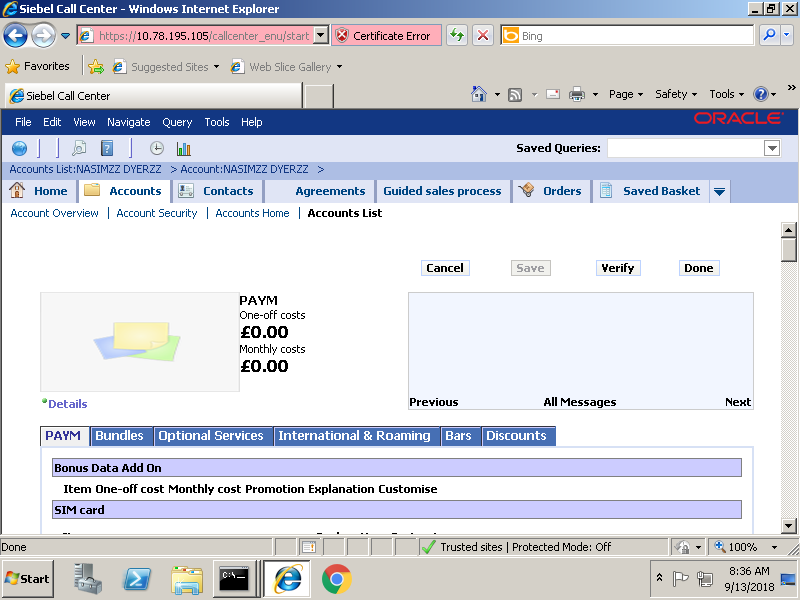 Siebel Call Center - Windows Internet Explorer
https://10.78.195.105/callcenter_enu/start
Certificate Error
Bing
Favorites
Suggested Sites
Web Slice Gallery
Siebel Call Center
Page
Safety
Tools
File Edit View Navigate Query Tools Help
ORACLE
Saved Queries:
Accounts List:NASIMZZ DYERZZ > Account:NASIMZZ DYERZZ >
Home
Accounts
Contacts
Agreements
Guided sales process
Orders
Saved Basket
Account Overview | Account Security | Accounts Home | Accounts List
Cancel
Save
Verify
Done
PAYM
One-off costs
£0.00
Monthly costs
£0.00
Details
Previous
All Messages
Next
PAYM
Bundles
Optional Services
International & Roaming
Bars
Discounts
Bonus Data Add On
Item One-off cost Monthly cost Promotion Explanation Customise
SIM card
Done
Trusted sites | Protected Mode: Off
100%
Start
C:\.
8:36 AM
9/13/2018